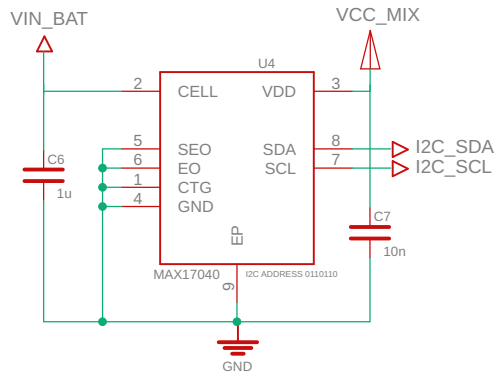 VIN_BAT
VCC_MIX
U4
2 CELL VDD 3
5 SEO SDA 8 I2C_SDA
6 EO SCL 7 I2C_SCL
1 CTG
4 GND
C6
1u
C7
10n
EP
MAX17040 I2C ADDRESS 0110110
9
GND